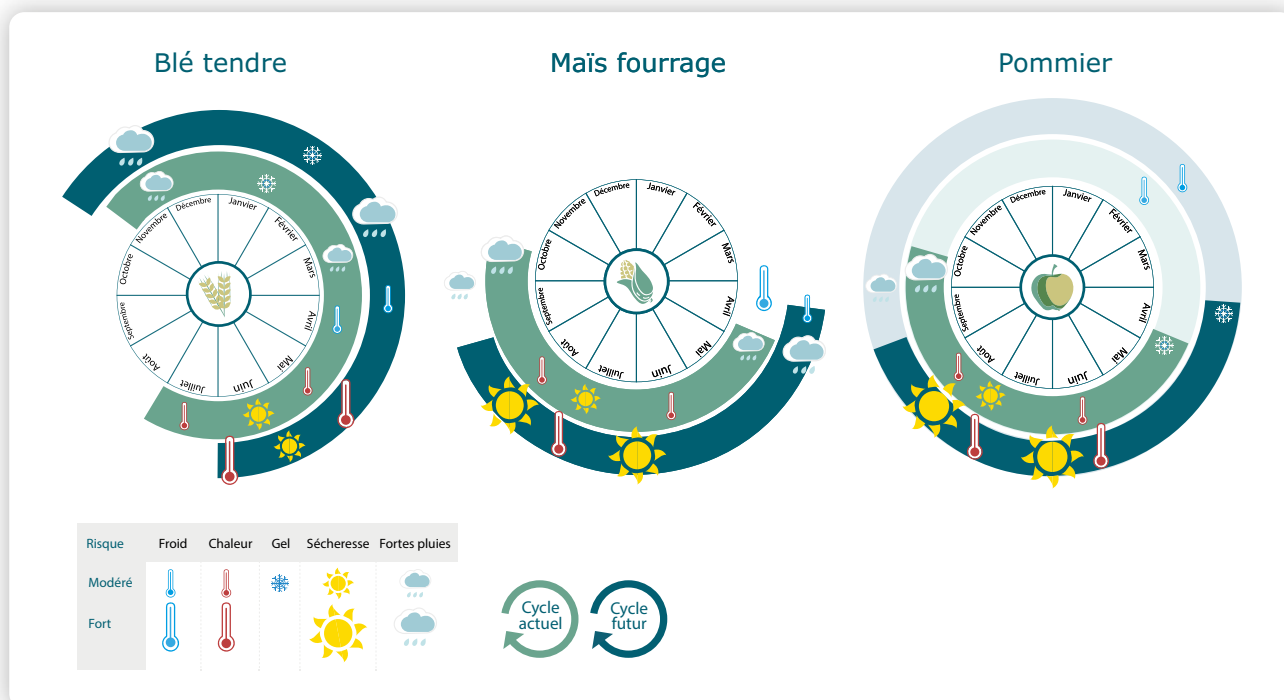 Blé tendre
Maïs fourrage
Pommier
Janvier
Février
Mars
Avril
Mai
Juin
Juillet
Août
Septembre
Octobre
Novembre
Décembre
Janvier
Février
Mars
Avril
Mai
Juin
Juillet
Août
Septembre
Octobre
Novembre
Décembre
Janvier
Février
Mars
Avril
Mai
Juin
Juillet
Août
Septembre
Octobre
Novembre
Décembre
Risque Froid Chaleur Gel Sécheresse Fortes pluies
Modéré
Fort
Cycle
actuel
Cycle
futur